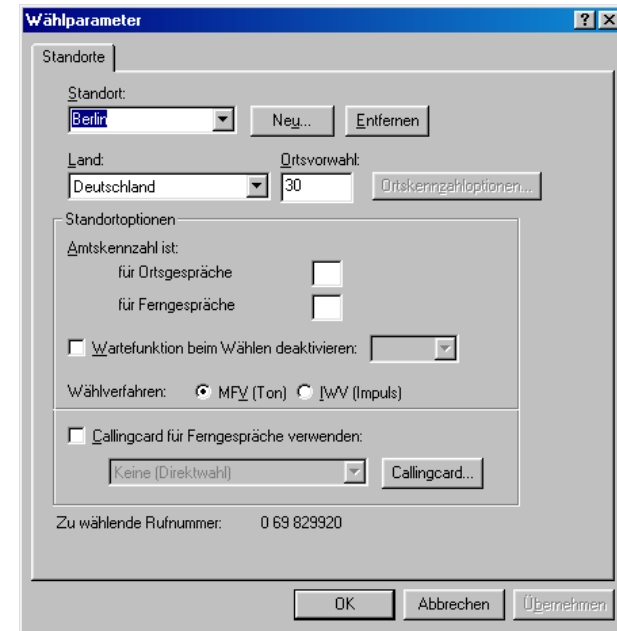 Wählparameter
Standorte
Standort:
Berlin
Neu...
Entfernen
Land:
Ortsvorwahl:
Deutschland
30
Ortskennzahloptionen...
Standortoptionen
Amtskennzahl ist:
für Ortsgespräche
für Ferngespräche
Wartefunktion beim Wählen deaktivieren:
Wählverfahren:
MFV (Ton)
IWV (Impuls)
Callingcard für Ferngespräche verwenden:
Keine (Direktwahl)
Callingcard...
Zu wählende Rufnummer:
0 69 829920
OK
Abbrechen
Übernehmen